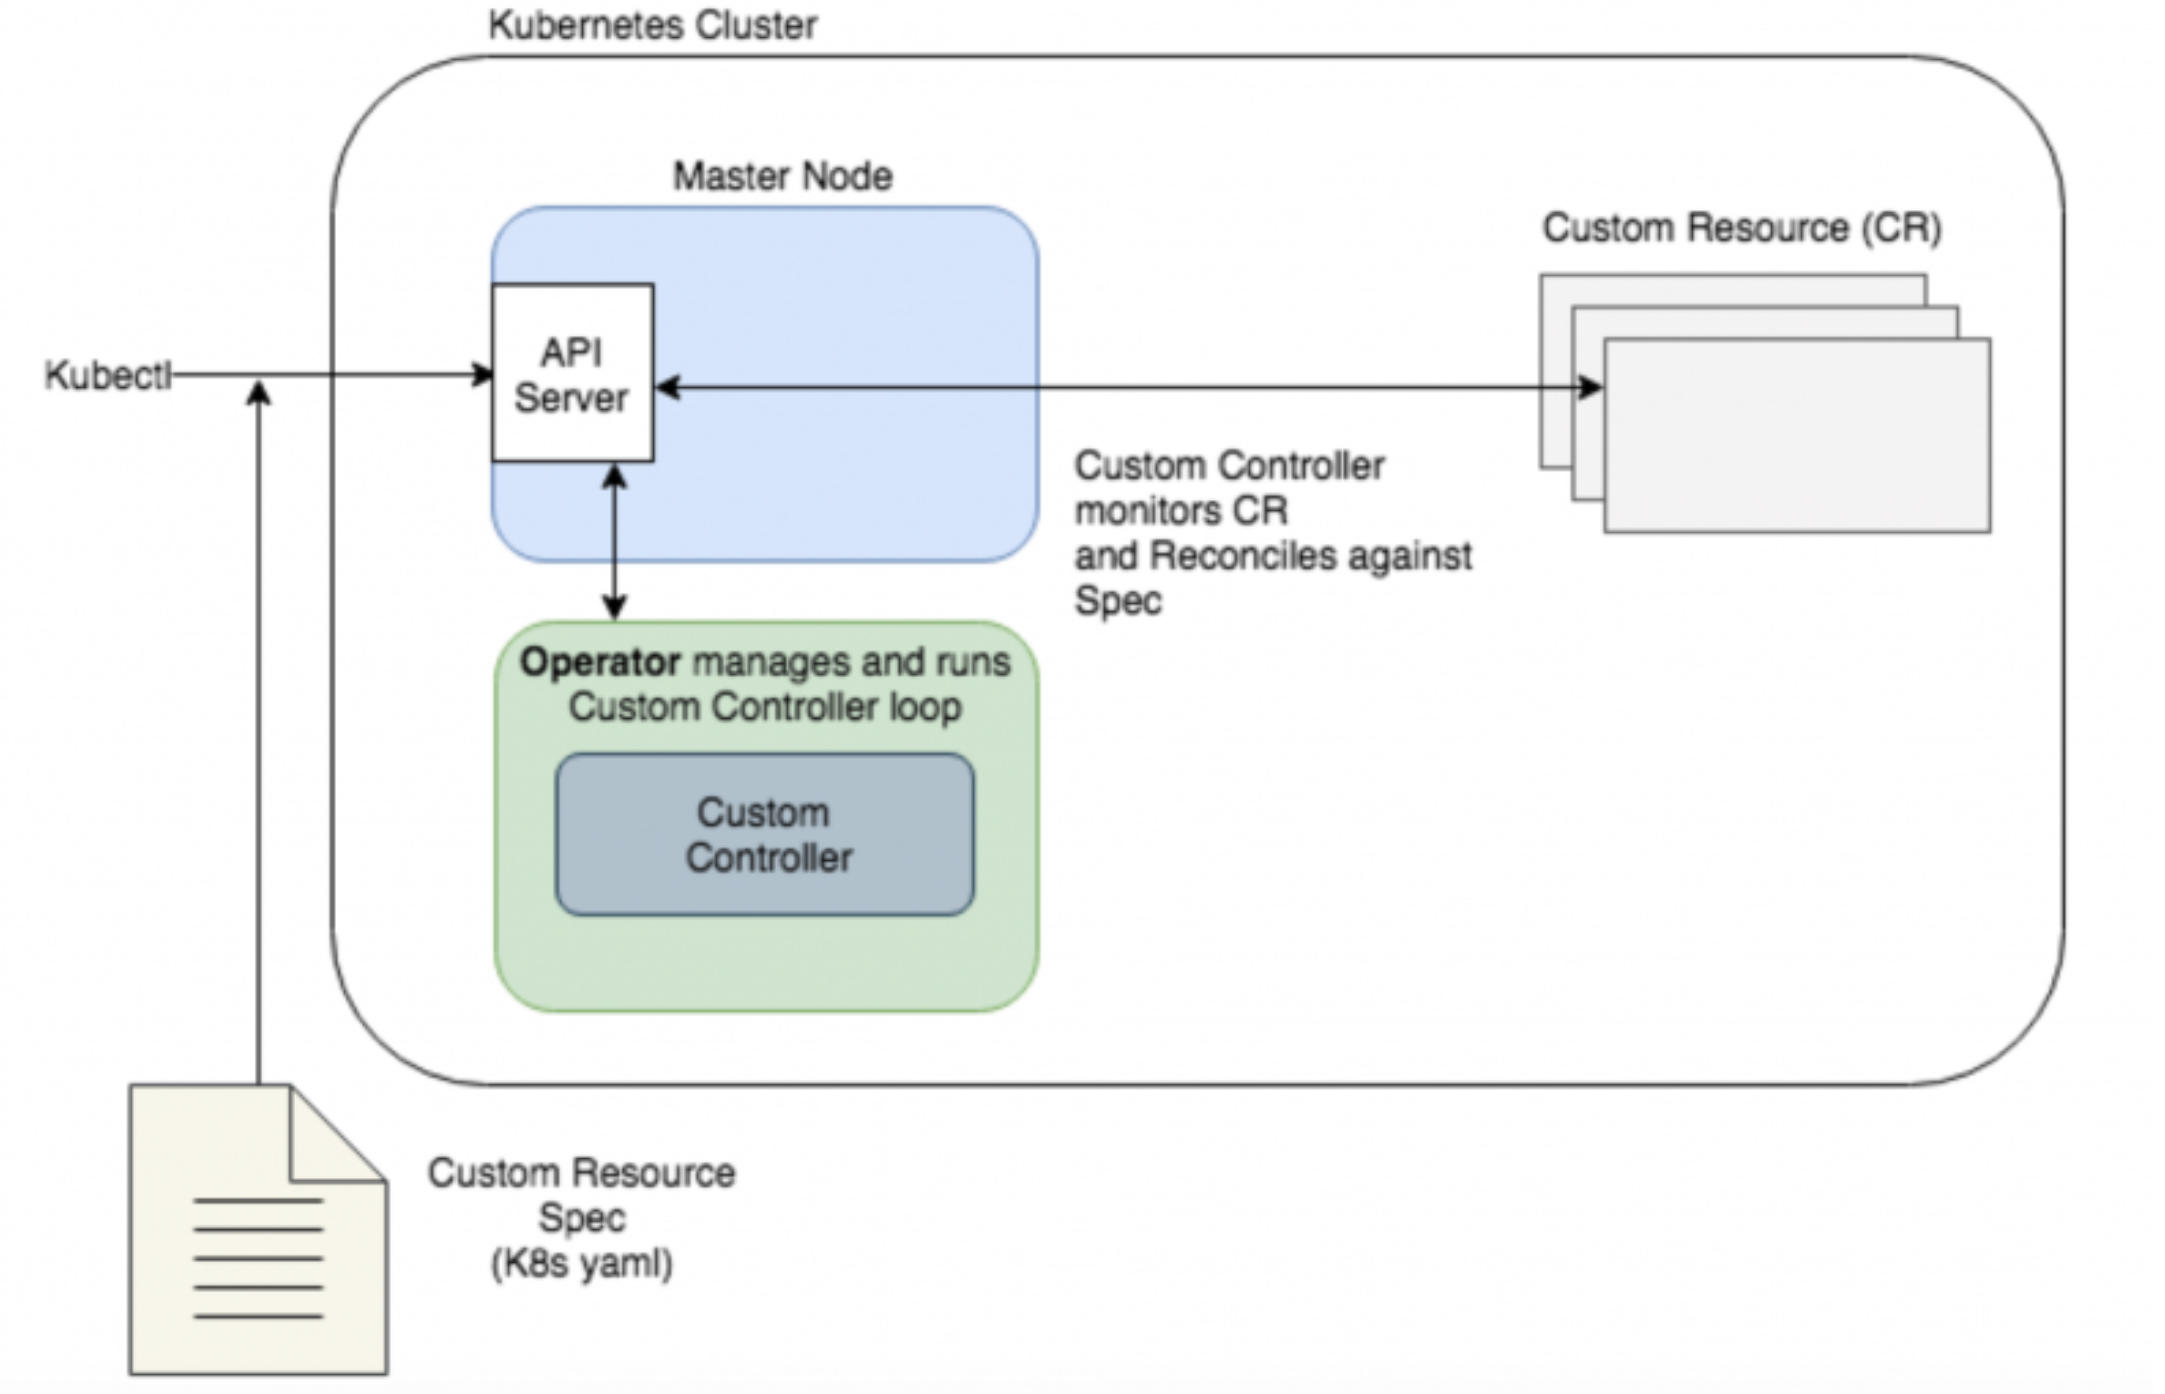 Kubernetes Cluster
Master Node
Custom Resource (CR)
API
Server
Kubectl
Custom Controller
monitors CR
and Reconciles against
Spec
Operator manages and runs
Custom Controller loop
Custom
Controller
Custom Resource
Spec
(K8s yaml)